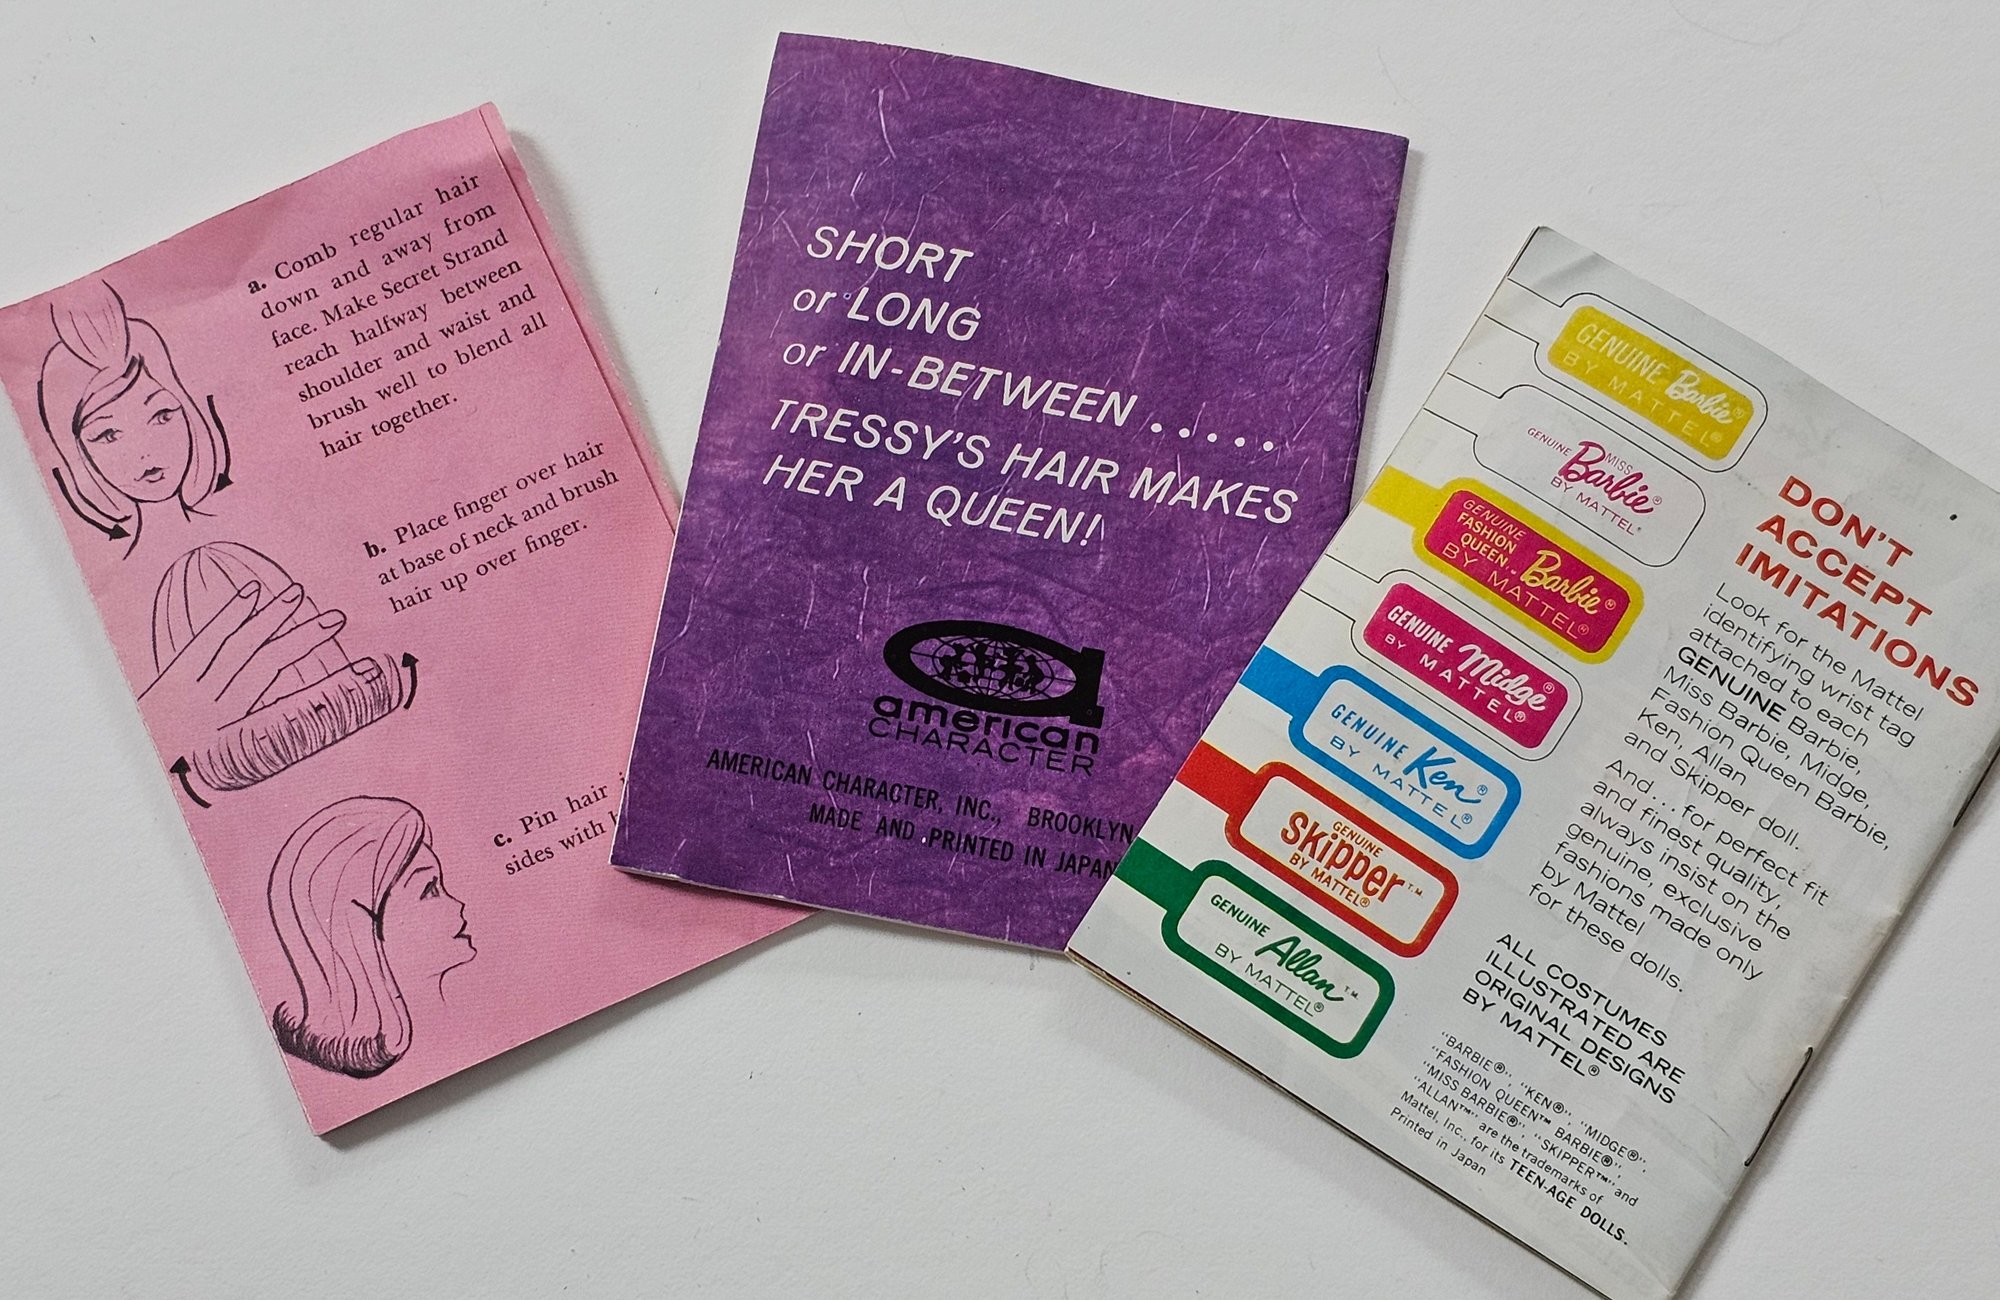 a. Comb regular hair
down and away from
face. Make Secret Strand
reach halfway between
shoulder and waist and
brush well to blend all
hair together.
b. Place finger over hair
at base of neck and brush
hair up over finger.
c. Pin hair
sides with
SHORT
or LONG
or IN-BETWEEN.....
TRESSY'S HAIR MAKES
HER A QUEEN!
american
CHARACTER
AMERICAN CHARACTER, INC., BROOKLYN
MADE AND PRINTED IN JAPAN
GENUINE Barbie®
BY MATTEL®
GENUINE MISS
Barbie®
BY MATTEL®
GENUINE
FASHION
QUEEN™ Barbie®
BY MATTEL®
GENUINE Midge®
BY MATTEL®
GENUINE Ken®
BY MATTEL®
GENUINE
Skipper™
BY MATTEL®
GENUINE Allan™
BY MATTEL®
DON'T
ACCEPT
IMITATIONS
Look for the Mattel
identifying wrist tag
attached to each
GENUINE Barbie,
Miss Barbie, Midge,
Fashion Queen Barbie,
Ken, Allan
and Skipper doll.
And...for perfect fit
and finest quality,
always insist on the
genuine, exclusive
fashions made only
by Mattel
for these dolls.
ALL COSTUMES
ILLUSTRATED ARE
ORIGINAL DESIGNS
BY MATTEL®
"BARBIE®", "KEN®", "MIDGE®",
"FASHION QUEEN™ BARBIE®",
"MISS BARBIE®", "SKIPPER™" and
"ALLAN™" are the trademarks of
Mattel, Inc., for its TEEN-AGE DOLLS.
Printed in Japan